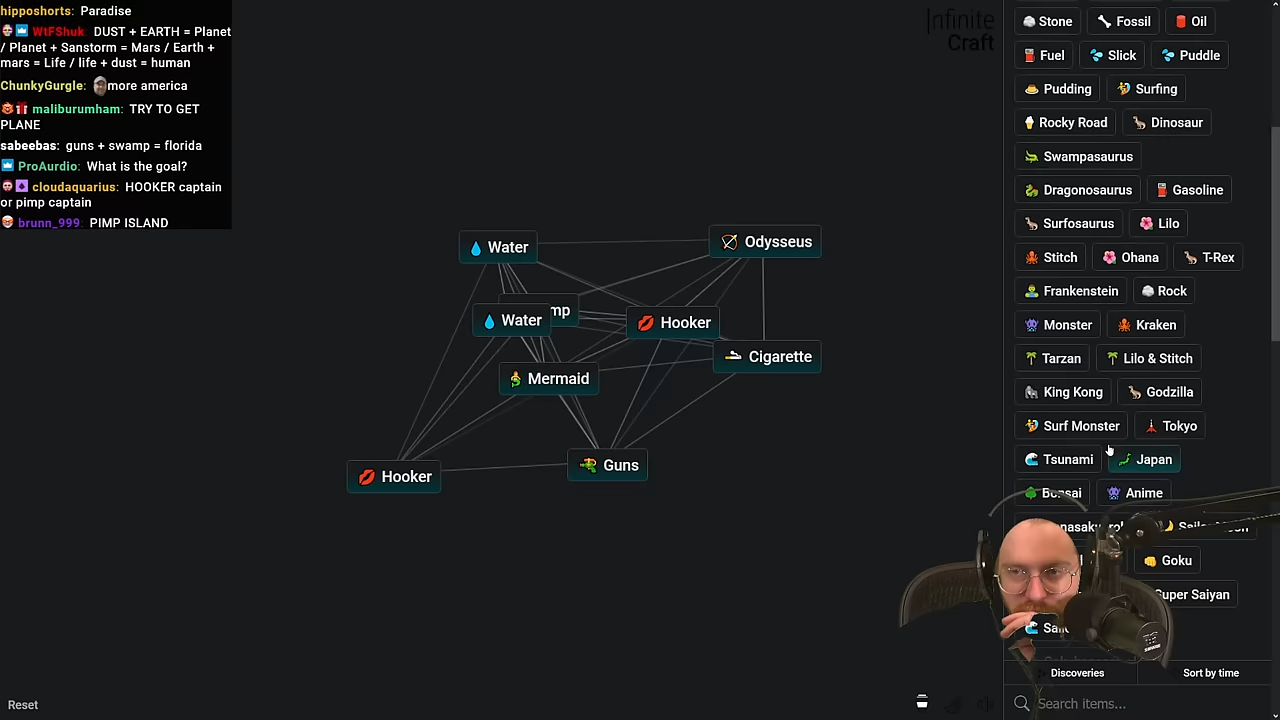 hipposhorts: Paradise
WtFShuk: DUST + EARTH = Planet
/ Planet + Sanstorm = Mars / Earth +
mars = Life / life + dust = human
ChunkyGurgle: more america
maliburumham: TRY TO GET
PLANE
sabeebas: guns + swamp = florida
ProAurdio: What is the goal?
cloudaquarius: HOOKER captain
or pimp captain
brunn_999: PIMP ISLAND
Infinite
Craft
Water
Odysseus
mp
Water
Hooker
Cigarette
Mermaid
Guns
Hooker
Reset
Stone Fossil Oil
Fuel Slick Puddle
Pudding Surfing
Rocky Road Dinosaur
Swampasaurus
Dragonosaurus Gasoline
Surfosaurus Lilo
Stitch Ohana T-Rex
Frankenstein Rock
Monster Kraken
Tarzan Lilo & Stitch
King Kong Godzilla
Surf Monster Tokyo
Tsunami Japan
Bonsai Anime
Sailor Moon
Goku
Super Saiyan
Discoveries Sort by time
Search items...